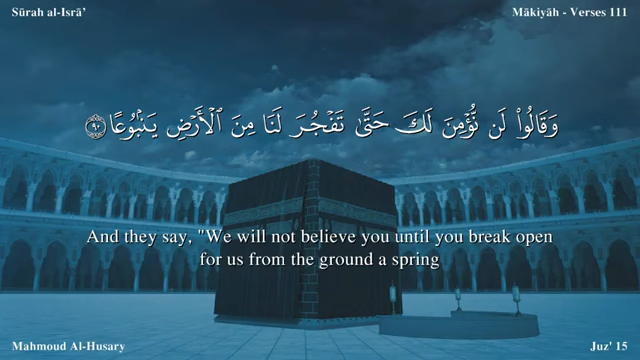 Sūrah al-Isrā’
Mākiyāh - Verses 111
وَقَالُوا۟ لَن نُّؤْمِنَ لَكَ حَتَّىٰ تَفْجُرَ لَنَا مِنَ ٱلْأَرْضِ يَنۢبُوعًا ٩٠
And they say, "We will not believe you until you break open
for us from the ground a spring
Mahmoud Al-Husary
Juz' 15